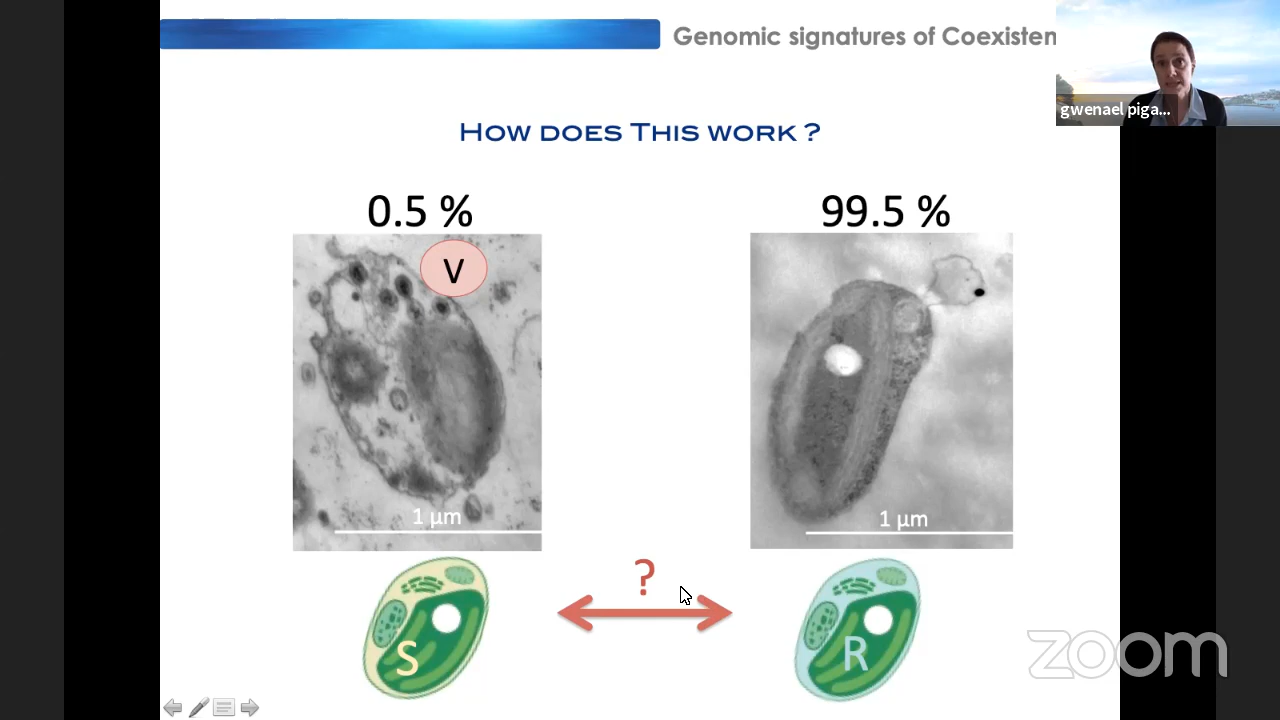 Genomic signatures of Coexisten
gwenael piga...
HOW DOES THIS WORK ?
0.5 %
99.5 %
V
1 µm
1 µm
?
S
R
zoom